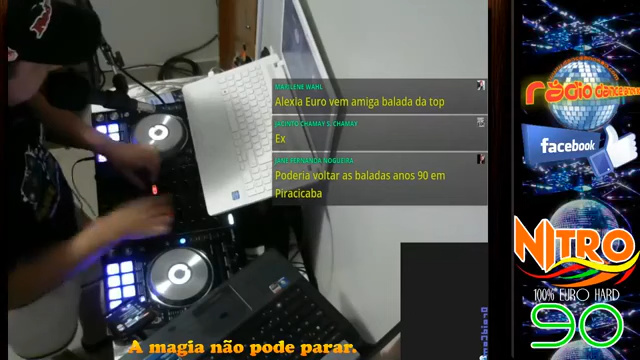 MARILENE WAHL
Alexia Euro vem amiga balada da top
JACINTO CHAMAY S. CHAMAY
Ex
JANE FERNANDA NOGUEIRA
Poderia voltar as baladas anos 90 em
Piracicaba
A magia não pode parar.
rádio dance
facebook
NITRO
100% EURO HARD
90